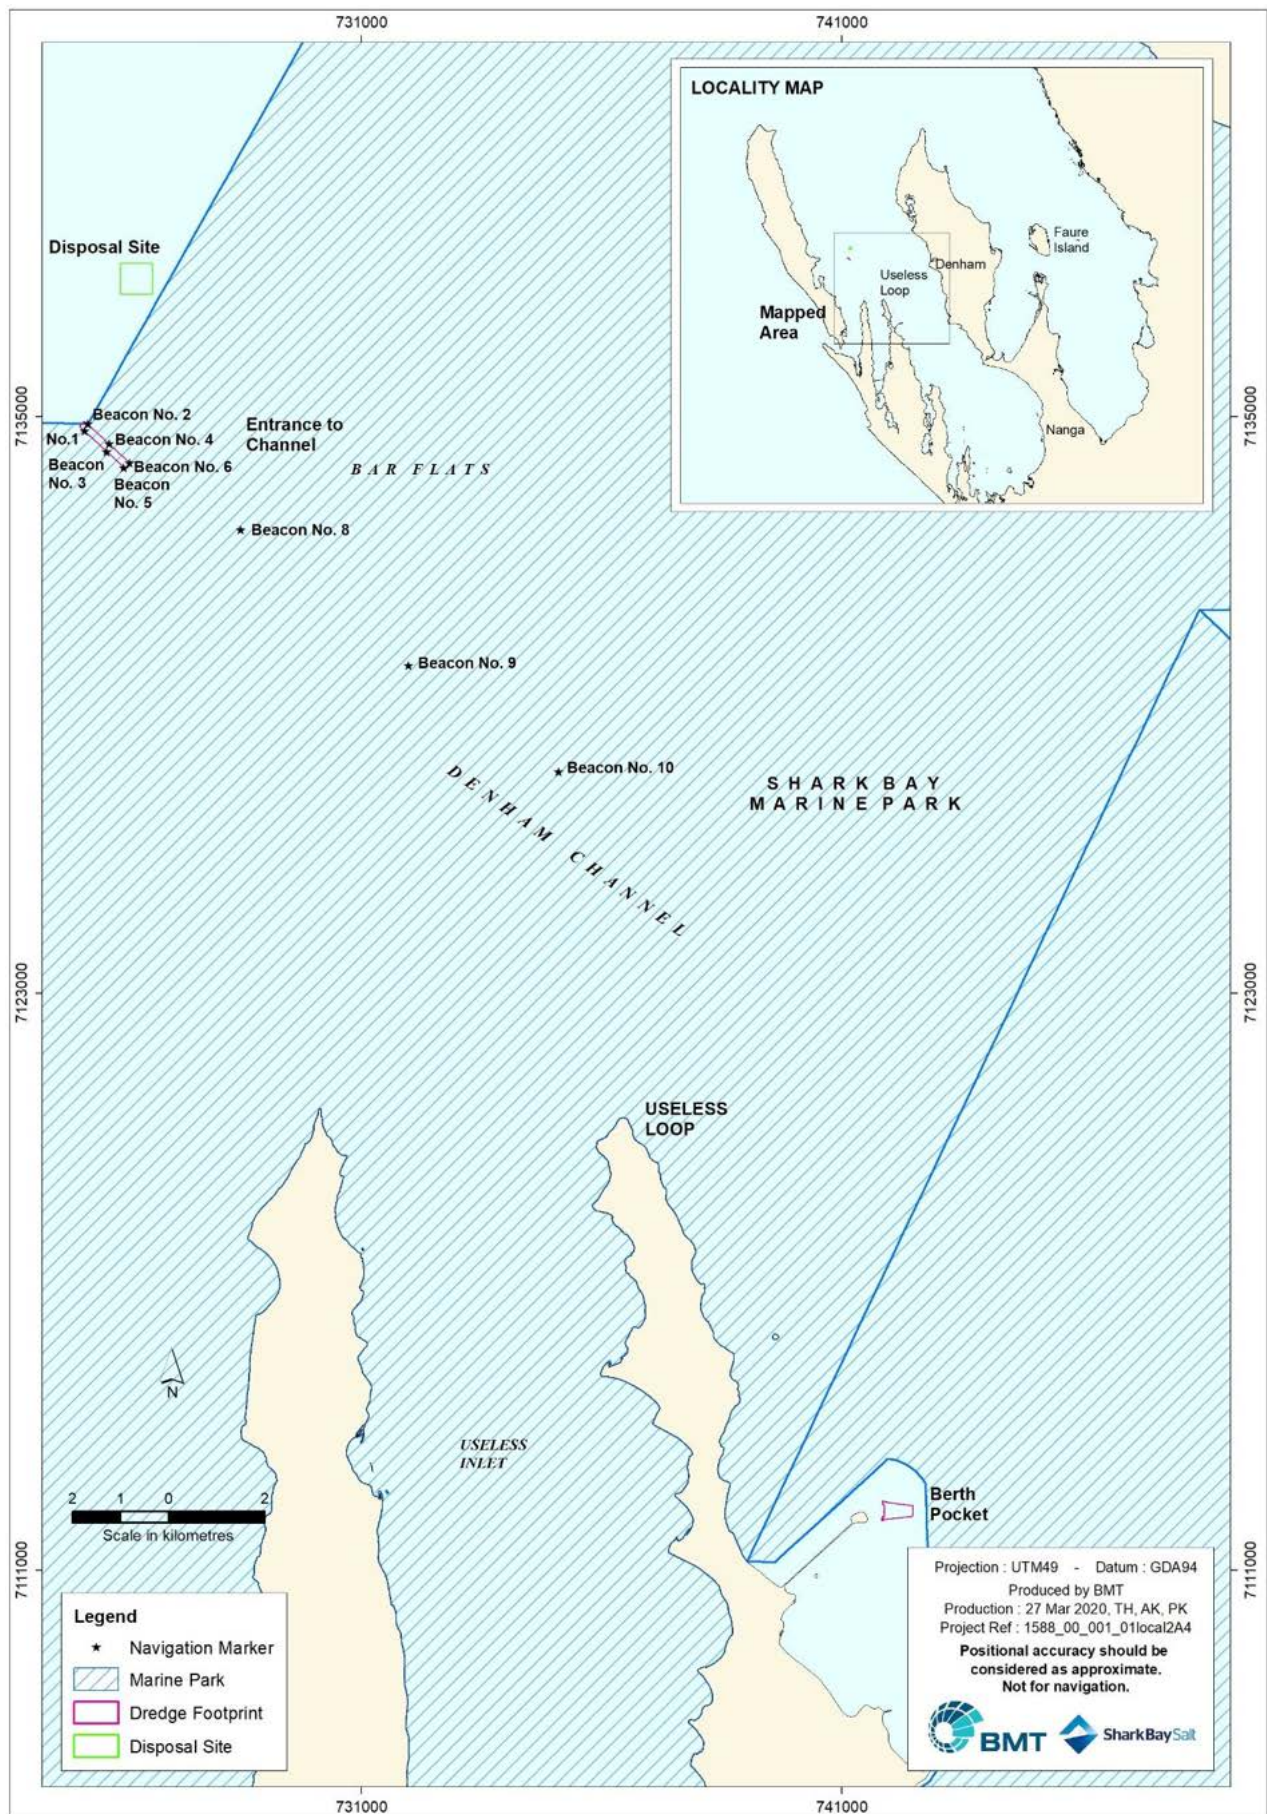 731000
741000
LOCALITY MAP
Faure
Island
Denham
Useless
Loop
Mapped
Area
Nanga
Disposal Site
7135000
7135000
Beacon No. 2
No.1
Beacon No. 4
Beacon
No. 3
Beacon No. 6
Beacon
No. 5
Entrance to
Channel
BAR FLATS
Beacon No. 8
Beacon No. 9
Beacon No. 10
DENHAM CHANNEL
SHARK BAY
MARINE PARK
7123000
7123000
USELESS
LOOP
N
USELESS
INLET
2 1 0 2
Scale in kilometres
Berth
Pocket
7111000
7111000
Legend
Navigation Marker
Marine Park
Dredge Footprint
Disposal Site
Projection : UTM49 - Datum : GDA94
Produced by BMT
Production : 27 Mar 2020, TH, AK, PK
Project Ref : 1588_00_001_01local2A4
Positional accuracy should be
considered as approximate.
Not for navigation.
BMT
SharkBaySalt
731000
741000